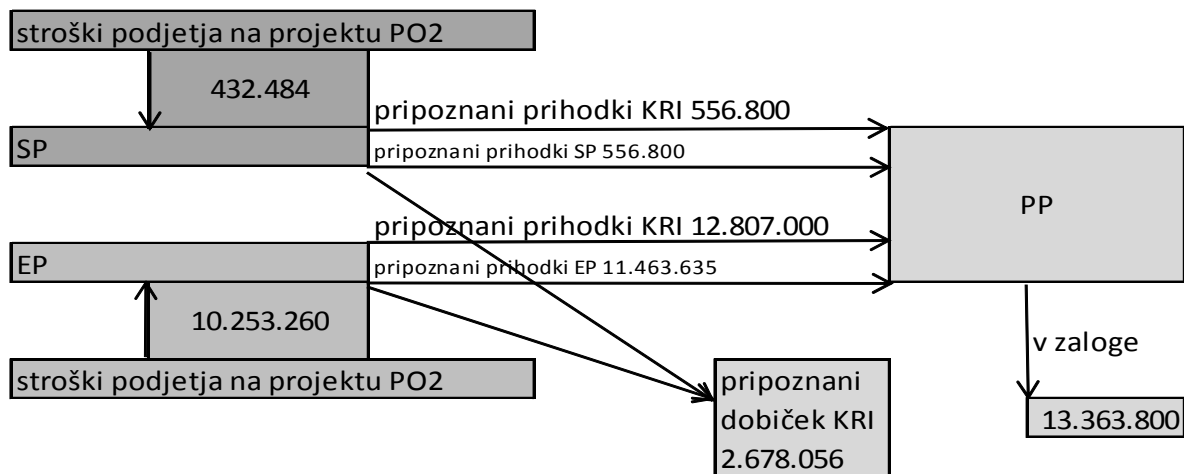 stroški podjetja na projektu PO2
432.484
pripoznani prihodki KRI 556.800
SP
pripoznani prihodki SP 556.800
PP
pripoznani prihodki KRI 12.807.000
EP
pripoznani prihodki EP 11.463.635
10.253.260
v zaloge
stroški podjetja na projektu PO2
pripoznani
dobiček KRI
2.678.056
13.363.800